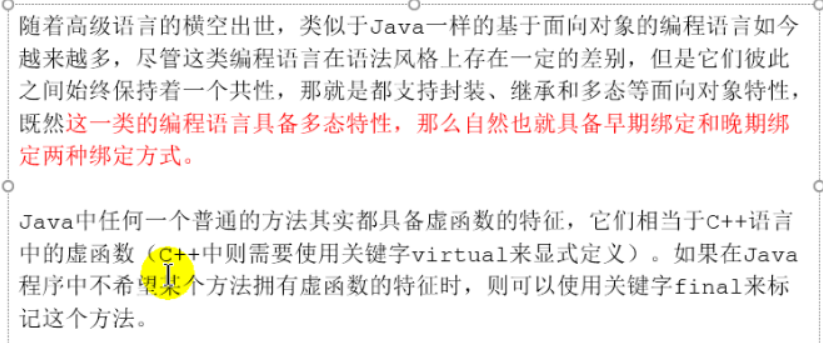 随着高级语言的横空出世，类似于Java一样的基于面向对象的编程语言如今
越来越多，尽管这类编程语言在语法风格上存在一定的差别，但是它们彼此
之间始终保持着一个共性，那就是都支持封装、继承和多态等面向对象特性，
既然这一类的编程语言具备多态特性，那么自然也就具备早期绑定和晚期绑
定两种绑定方式。
Java中任何一个普通的方法其实都具备虚函数的特征，它们相当于C++语言
中的虚函数（C++中则需要使用关键字virtual来显式定义）。如果在Java
程序中不希望某个方法拥有虚函数的特征时，则可以使用关键字final来标
记这个方法。